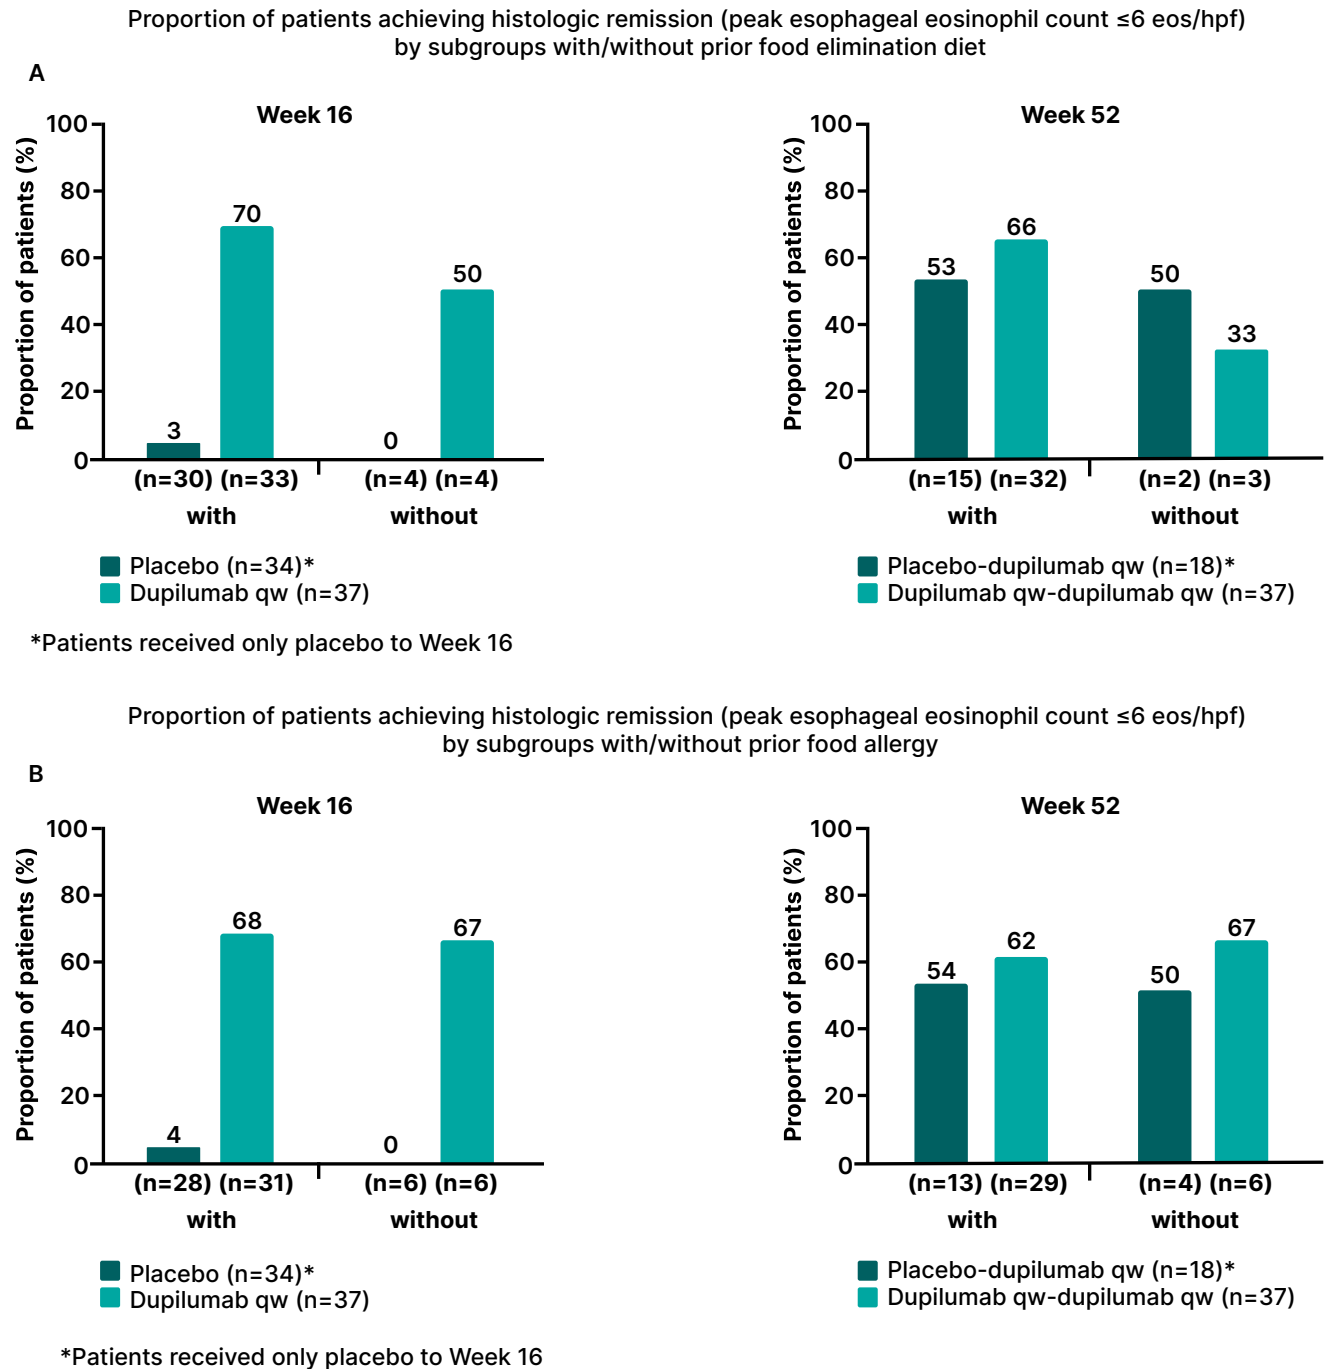 Proportion of patients achieving histologic remission (peak esophageal eosinophil count ≤6 eos/hpf)
by subgroups with/without prior food elimination diet
A
Week 16
Proportion of patients (%)
100
80
60
40
20
0
3
70
0
50
(n=30) (n=33) (n=4) (n=4)
with without
Placebo (n=34)*
Dupilumab qw (n=37)
Week 52
Proportion of patients (%)
100
80
60
40
20
0
53
66
50
33
(n=15) (n=32) (n=2) (n=3)
with without
Placebo-dupilumab qw (n=18)*
Dupilumab qw-dupilumab qw (n=37)
*Patients received only placebo to Week 16
Proportion of patients achieving histologic remission (peak esophageal eosinophil count ≤6 eos/hpf)
by subgroups with/without prior food allergy
B
Week 16
Proportion of patients (%)
100
80
60
40
20
0
4
68
0
67
(n=28) (n=31) (n=6) (n=6)
with without
Placebo (n=34)*
Dupilumab qw (n=37)
Week 52
Proportion of patients (%)
100
80
60
40
20
0
54
62
50
67
(n=13) (n=29) (n=4) (n=6)
with without
Placebo-dupilumab qw (n=18)*
Dupilumab qw-dupilumab qw (n=37)
*Patients received only placebo to Week 16